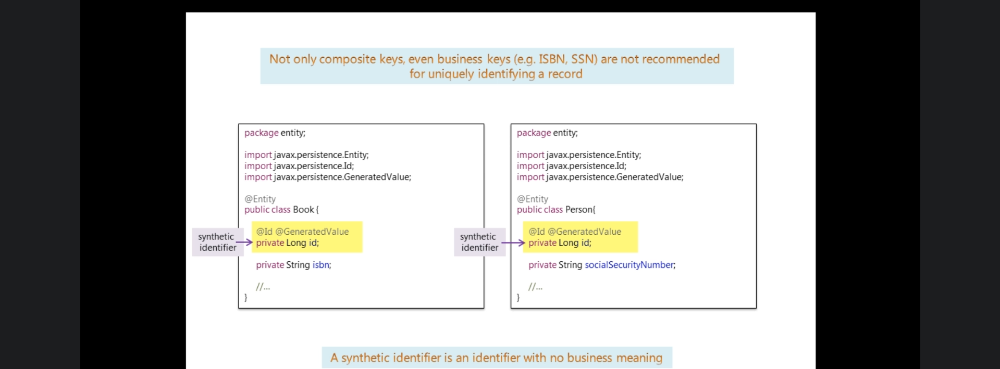 Not only composite keys, even business keys (e.g. ISBN, SSN) are not recommended
for uniquely identifying a record
package entity;
import javax.persistence.Entity;
import javax.persistence.Id;
import javax.persistence.GeneratedValue;
@Entity
public class Book {
synthetic
identifier
@Id @GeneratedValue
private Long id;
private String isbn;
//...
}
package entity;
import javax.persistence.Entity;
import javax.persistence.Id;
import javax.persistence.GeneratedValue;
@Entity
public class Person{
synthetic
identifier
@Id @GeneratedValue
private Long id;
private String socialSecurityNumber;
//...
}
A synthetic identifier is an identifier with no business meaning